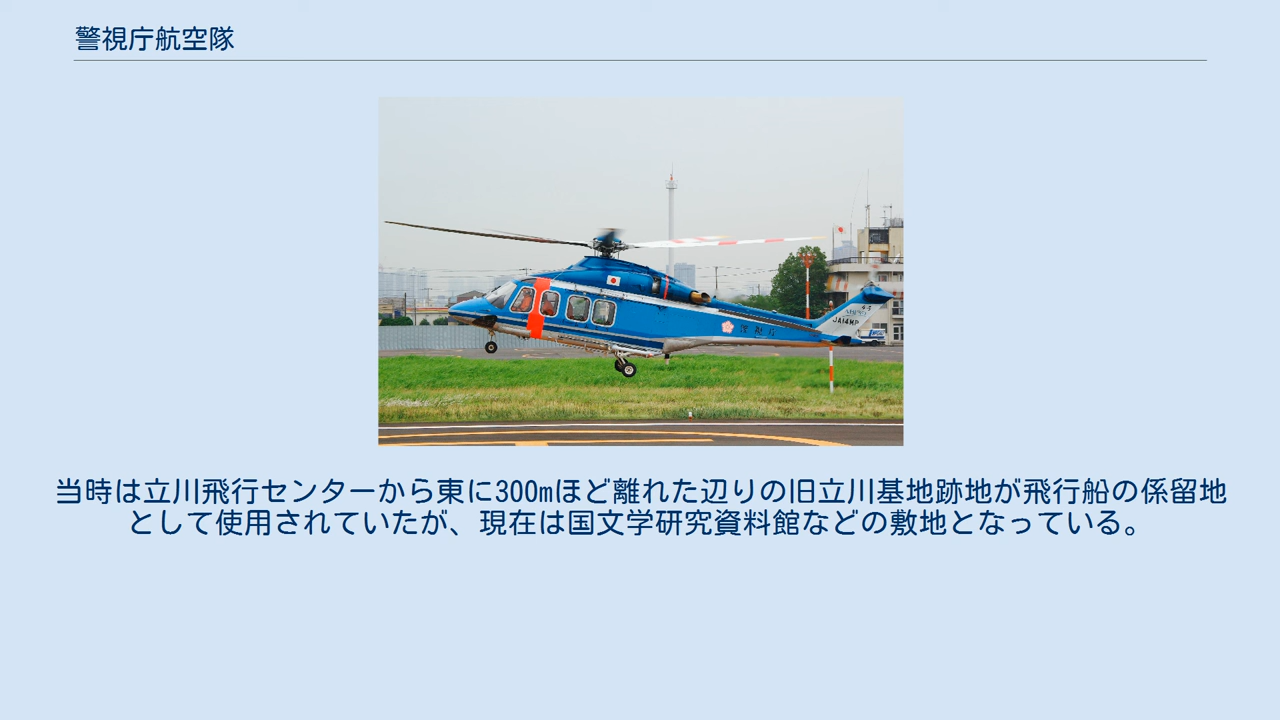 警視庁航空隊
警視庁
JA14MP
当時は立川飛行センターから東に300mほど離れた辺りの旧立川基地跡地が飛行船の係留地
として使用されていたが、現在は国文学研究資料館などの敷地となっている。